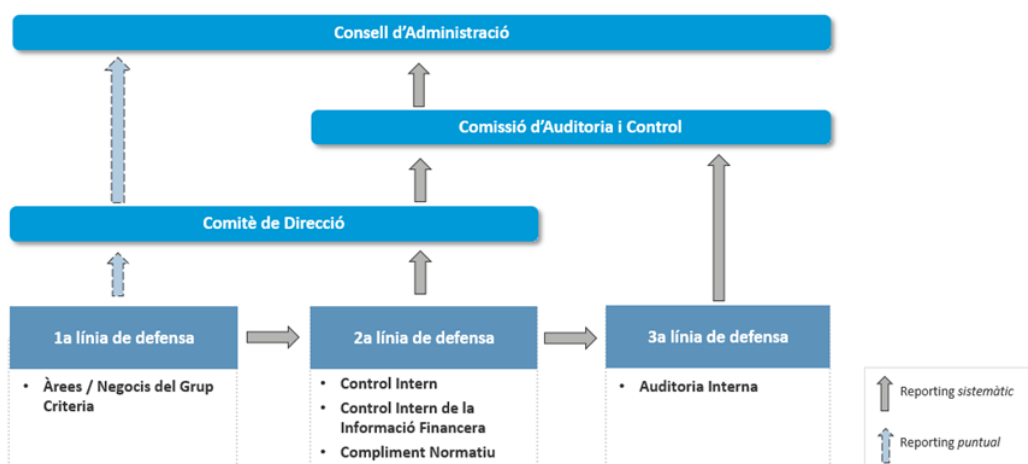 Consell d'Administració
Comissió d'Auditoria i Control
Comitè de Direcció
1a línia de defensa
2a línia de defensa
3a línia de defensa
• Àrees / Negocis del Grup
Criteria
• Control Intern
• Control Intern de la
Informació Financera
• Compliment Normatiu
• Auditoria Interna
Reporting sistemàtic
Reporting puntual